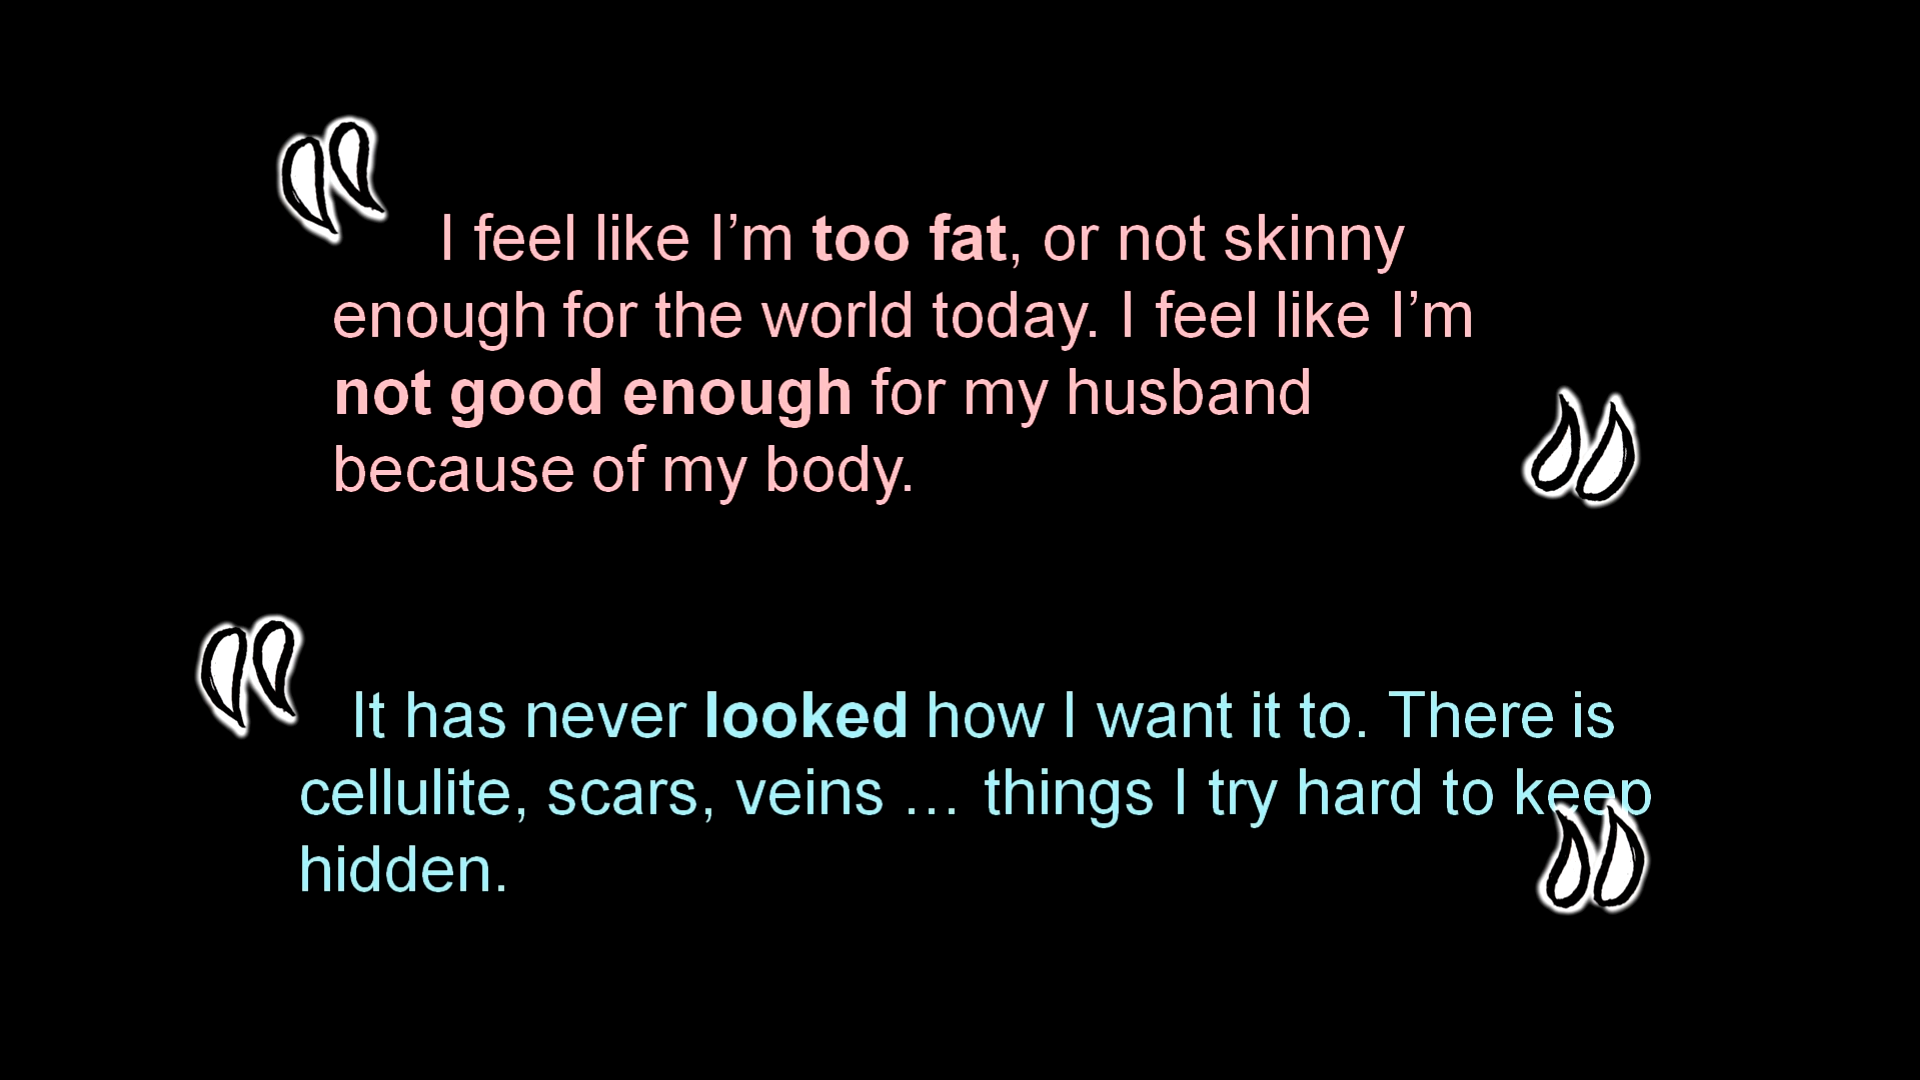 “ I feel like I’m too fat, or not skinny
enough for the world today. I feel like I’m
not good enough for my husband
because of my body. ”
“ It has never looked how I want it to. There is
cellulite, scars, veins … things I try hard to keep
hidden. ”